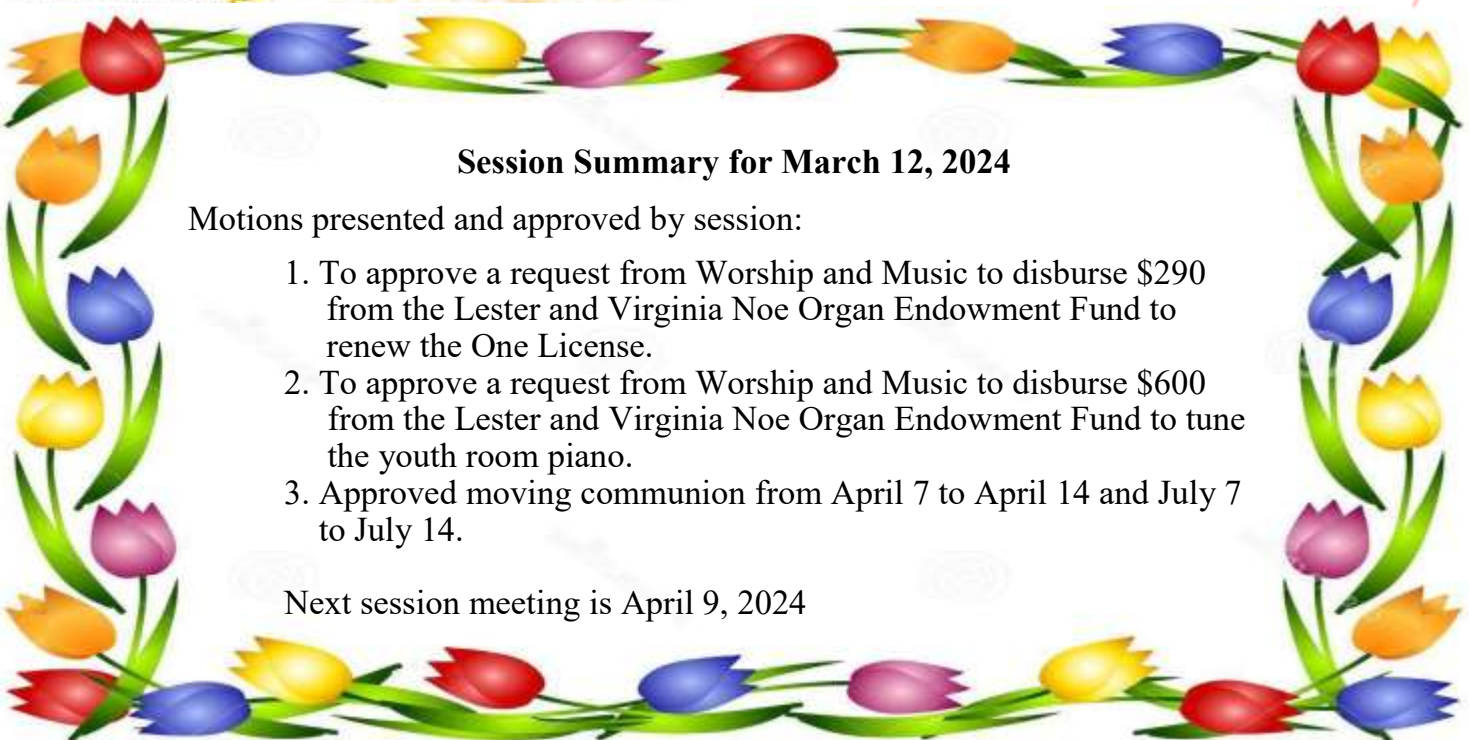 Session Summary for March 12, 2024
Motions presented and approved by session:
1. To approve a request from Worship and Music to disburse $290
from the Lester and Virginia Noe Organ Endowment Fund to
renew the One License.
2. To approve a request from Worship and Music to disburse $600
from the Lester and Virginia Noe Organ Endowment Fund to tune
the youth room piano.
3. Approved moving communion from April 7 to April 14 and July 7
to July 14.
Next session meeting is April 9, 2024